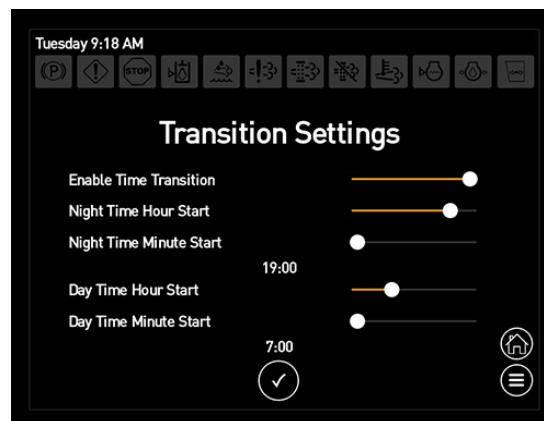 Tuesday 9:18 AM
(P) STOP
Transition Settings
Enable Time Transition
Night Time Hour Start
Night Time Minute Start
19:00
Day Time Hour Start
Day Time Minute Start
7:00